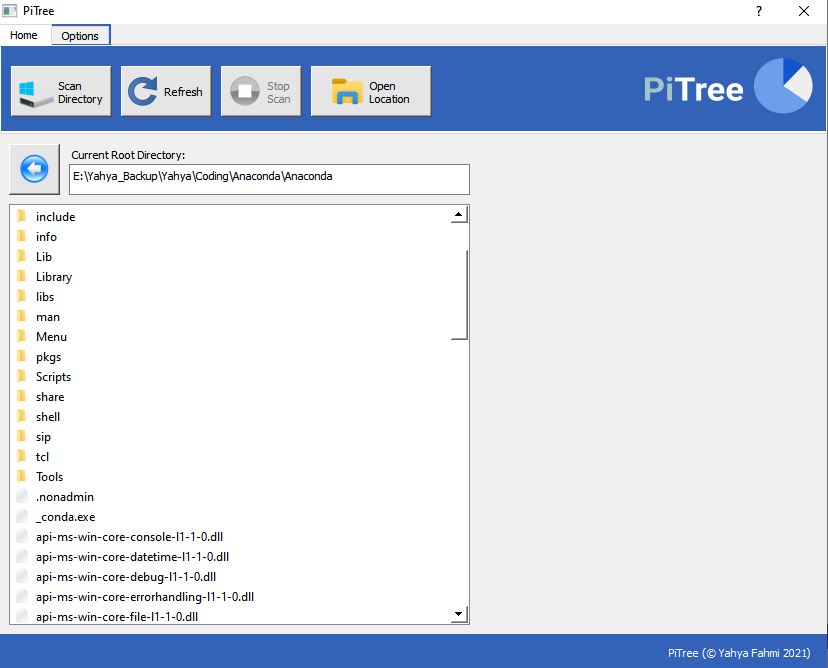 PiTree
?
Home
Options
Scan
Directory
Refresh
Stop
Scan
Open
Location
PiTree
Current Root Directory:
E:\Yahya_Backup\Yahya\Coding\Anaconda\Anaconda
include
info
Lib
Library
libs
man
Menu
pkgs
Scripts
share
shell
sip
tcl
Tools
.nonadmin
_conda.exe
api-ms-win-core-console-l1-1-0.dll
api-ms-win-core-datetime-l1-1-0.dll
api-ms-win-core-debug-l1-1-0.dll
api-ms-win-core-errorhandling-l1-1-0.dll
api-ms-win-core-file-l1-1-0.dll
PiTree (© Yahya Fahmi 2021)